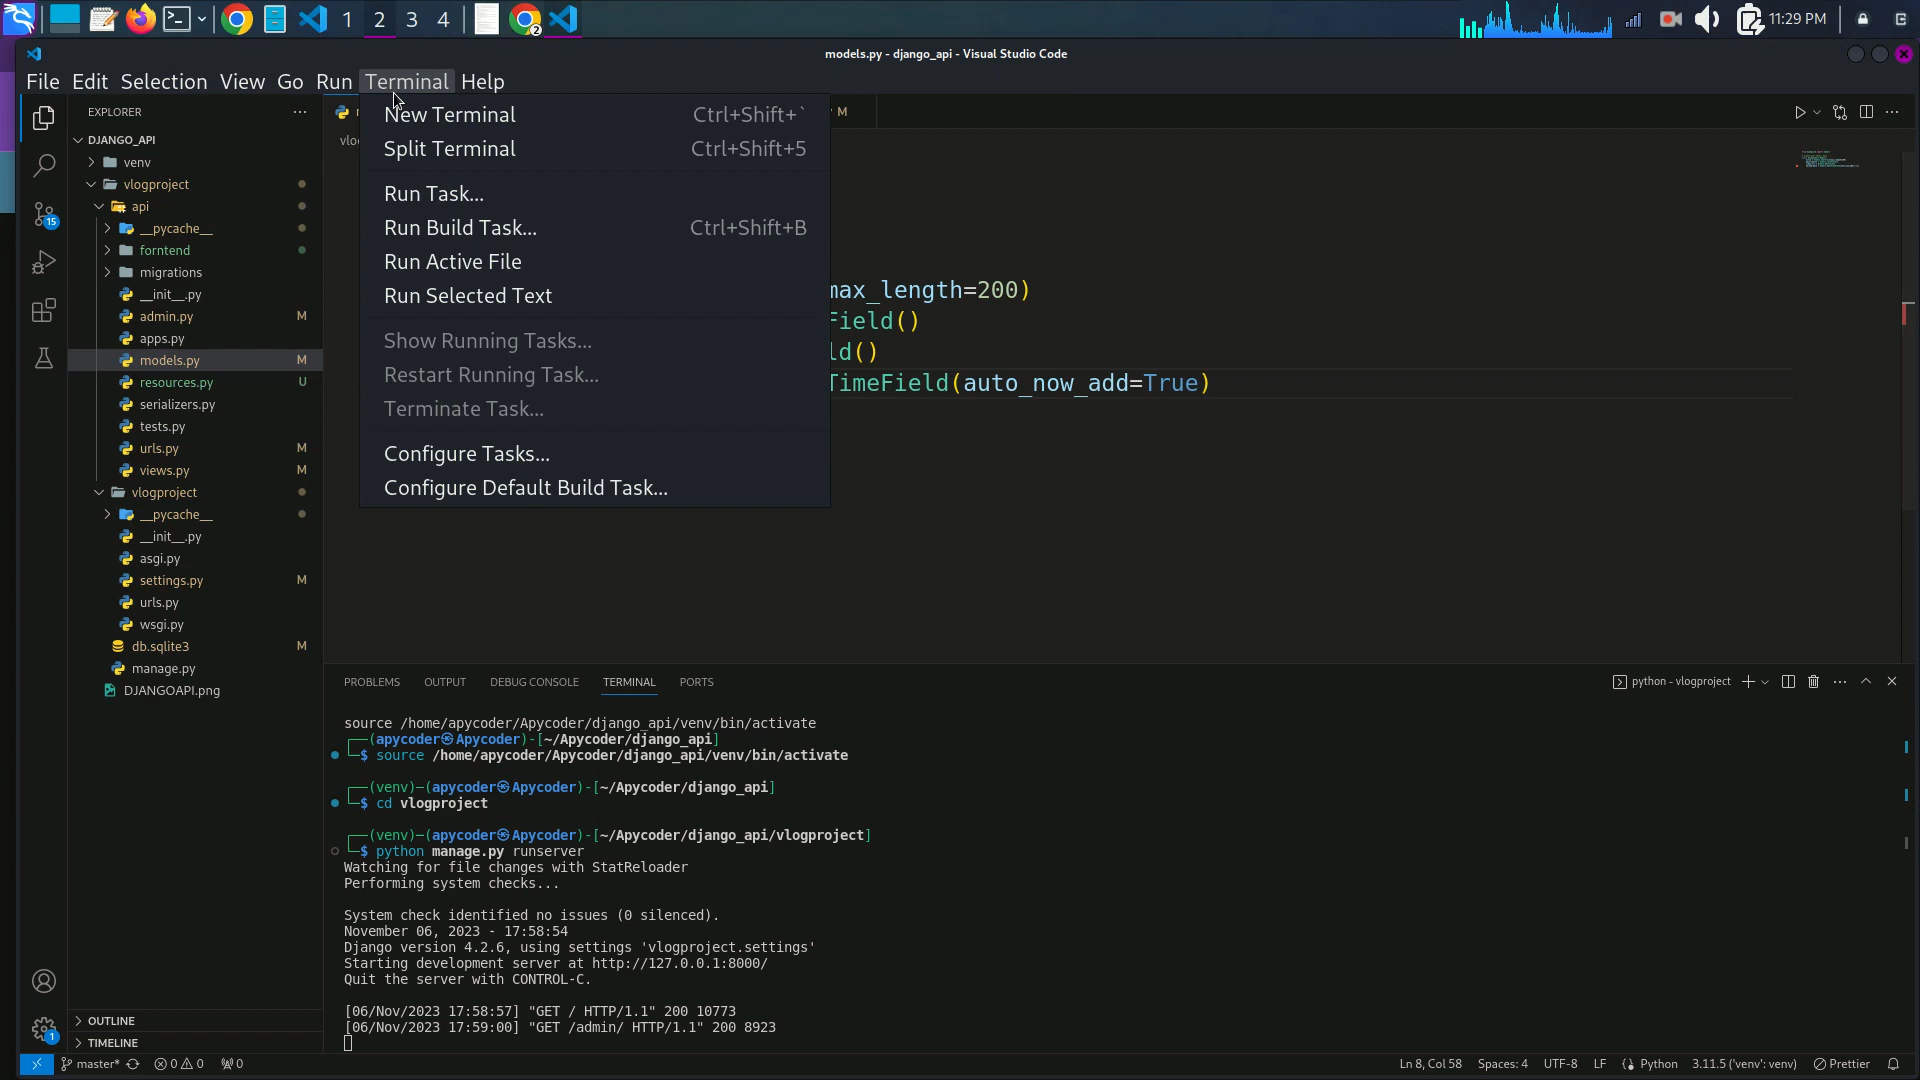 1 2 3 4
2
11:29 PM
models.py - django_api - Visual Studio Code
File Edit Selection View Go Run Terminal Help
EXPLORER
DJANGO_API
venv
vlogproject
api
__pycache__
forntend
migrations
__init__.py
admin.py M
apps.py
models.py M
resources.py U
serializers.py
tests.py
urls.py M
views.py M
vlogproject
__pycache__
__init__.py
asgi.py
settings.py M
urls.py
wsgi.py
db.sqlite3 M
manage.py
DJANGOAPI.png
OUTLINE
TIMELINE
15
1
M
New Terminal Ctrl+Shift+`
Split Terminal Ctrl+Shift+5
Run Task...
Run Build Task... Ctrl+Shift+B
Run Active File
Run Selected Text
Show Running Tasks...
Restart Running Task...
Terminate Task...
Configure Tasks...
Configure Default Build Task...
max_length=200)
Field()
ld()
TimeField(auto_now_add=True)
PROBLEMS OUTPUT DEBUG CONSOLE TERMINAL PORTS
python - vlogproject
source /home/apycoder/Apycoder/django_api/venv/bin/activate
┌──(apycoder㉿Apycoder)-[~/Apycoder/django_api]
└─$ source /home/apycoder/Apycoder/django_api/venv/bin/activate
┌──(venv)─(apycoder㉿Apycoder)-[~/Apycoder/django_api]
└─$ cd vlogproject
┌──(venv)─(apycoder㉿Apycoder)-[~/Apycoder/django_api/vlogproject]
└─$ python manage.py runserver
Watching for file changes with StatReloader
Performing system checks...
System check identified no issues (0 silenced).
November 06, 2023 - 17:58:54
Django version 4.2.6, using settings 'vlogproject.settings'
Starting development server at http://127.0.0.1:8000/
Quit the server with CONTROL-C.
[06/Nov/2023 17:58:57] "GET / HTTP/1.1" 200 10773
[06/Nov/2023 17:59:00] "GET /admin/ HTTP/1.1" 200 8923
master* 0 0 0
Ln 8, Col 58 Spaces: 4 UTF-8 LF Python 3.11.5 ('venv': venv) Prettier